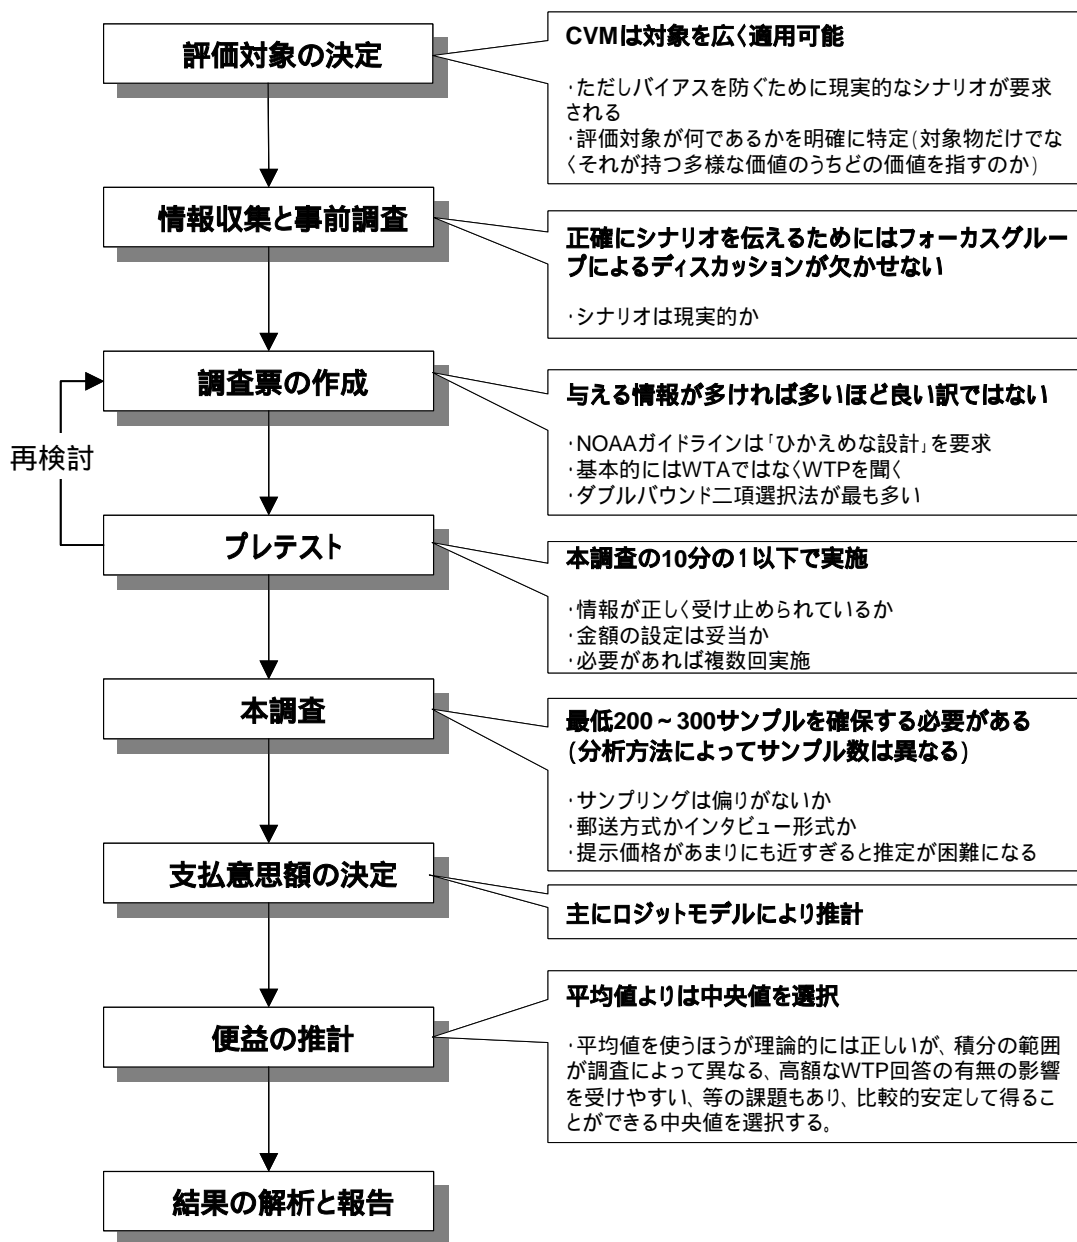 評価対象の決定
CVMは対象を広く適用可能
・ただしバイアスを防ぐために現実的なシナリオが要求
される
・評価対象が何であるかを明確に特定(対象物だけでな
くそれが持つ多様な価値のうちどの価値を指すのか)
情報収集と事前調査
正確にシナリオを伝えるためにはフォーカスグルー
プによるディスカッションが欠かせない
・シナリオは現実的か
調査票の作成
与える情報が多ければ多いほど良い訳ではない
・NOAAガイドラインは「ひかえめな設計」を要求
・基本的にはWTAではなくWTPを聞く
・ダブルバウンド二項選択法が最も多い
再検討
プレテスト
本調査の10分の1以下で実施
・情報が正しく受け止められているか
・金額の設定は妥当か
・必要があれば複数回実施
本調査
最低200~300サンプルを確保する必要がある
(分析方法によってサンプル数は異なる)
・サンプリングは偏りがないか
・郵送方式かインタビュー形式か
・提示価格があまりにも近すぎると推定が困難になる
支払意思額の決定
主にロジットモデルにより推計
便益の推計
平均値よりは中央値を選択
・平均値を使うほうが理論的には正しいが、積分の範囲
が調査によって異なる、高額なWTP回答の有無の影響
を受けやすい、等の課題もあり、比較的安定して得るこ
とができる中央値を選択する。
結果の解析と報告